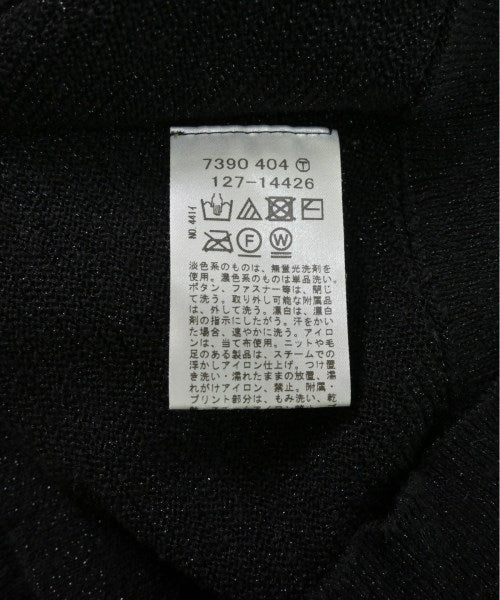 7390 404 Ⓣ
127-14426
NO.441イ
Ⓕ Ⓦ
淡色系のものは、無蛍光洗剤を
使用。濃色系のものは単品洗い。
ボタン、ファスナー等は、閉じ
て洗う。取り外し可能な附属品
は、外して洗う。漂白は、漂白
剤の指示にしたがう。汗をかい
た場合、速やかに洗う。アイロ
ンは、当て布使用。ニットや毛
足のある製品は、スチームでの
浮かしアイロン仕上げ。つけ置
き洗い・濡れたままの放置、濡
れがけアイロン、禁止。附属・
プリント部分は、もみ洗い、乾